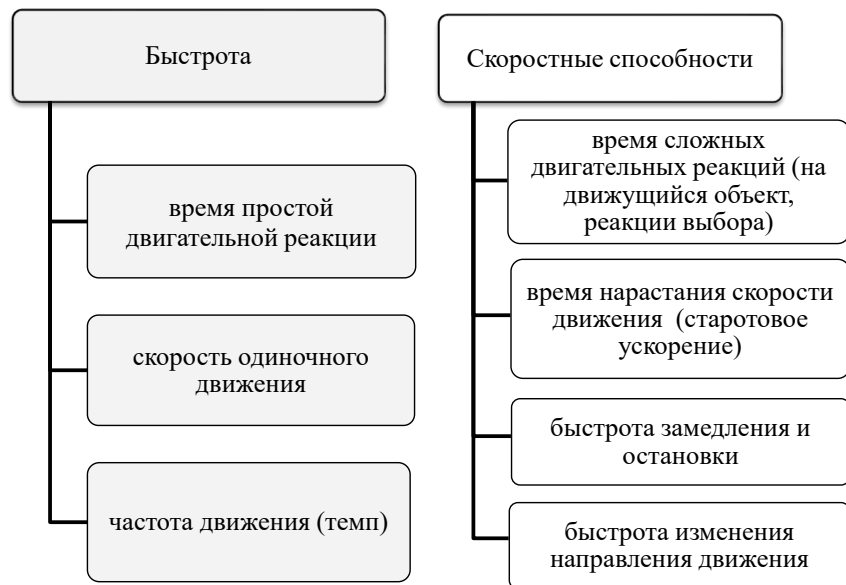 Быстрота
время простой
двигательной реакции
скорость одиночного
движения
частота движения (темп)
Скоростные способности
время сложных
двигательных реакций (на
движущийся объект,
реакции выбора)
время нарастания скорости
движения (старотовое
ускорение)
быстрота замедления и
остановки
быстрота изменения
направления движения